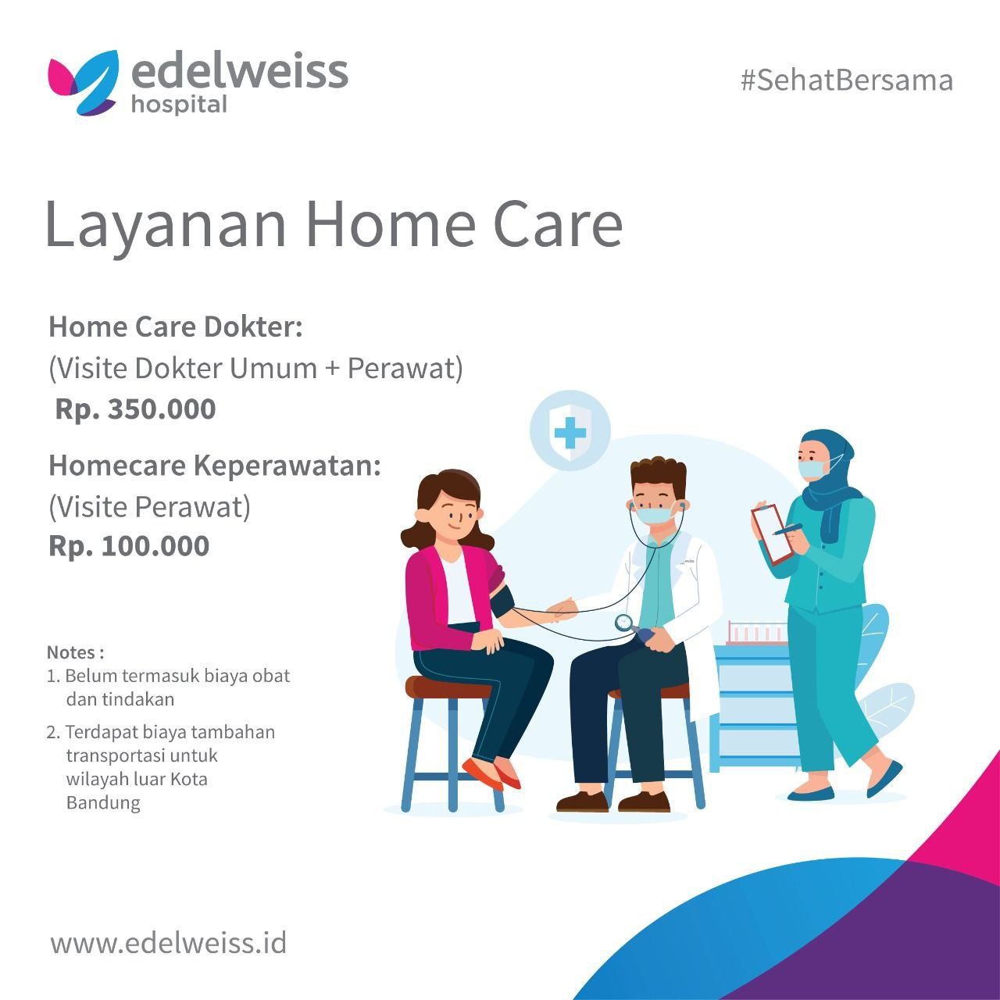 edelweiss
hospital
#SehatBersama
Layanan Home Care
Home Care Dokter:
(Visite Dokter Umum + Perawat)
Rp. 350.000
Homecare Keperawatan:
(Visite Perawat)
Rp. 100.000
Notes :
1. Belum termasuk biaya obat
dan tindakan
2. Terdapat biaya tambahan
transportasi untuk
wilayah luar Kota
Bandung
www.edelweiss.id